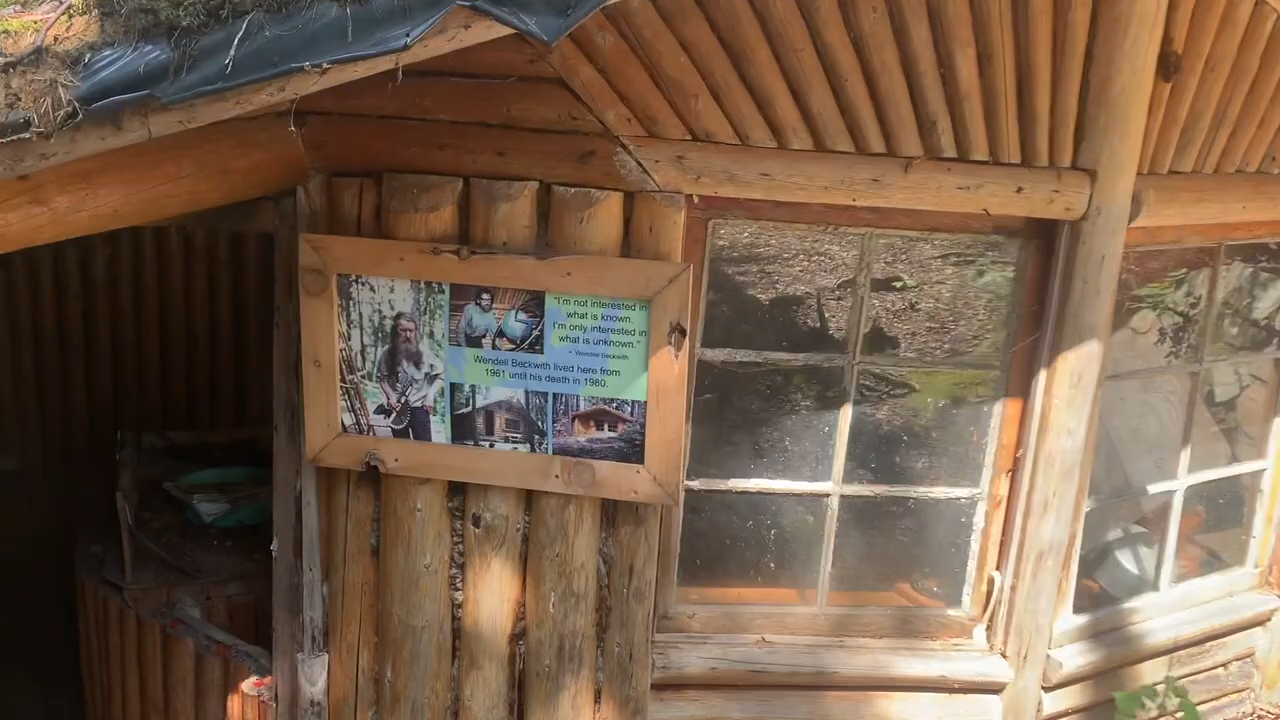 "I'm not interested in
what is known.
I'm only interested in
what is unknown."
- Wendell Beckwith
Wendell Beckwith lived here from
1961 until his death in 1980.